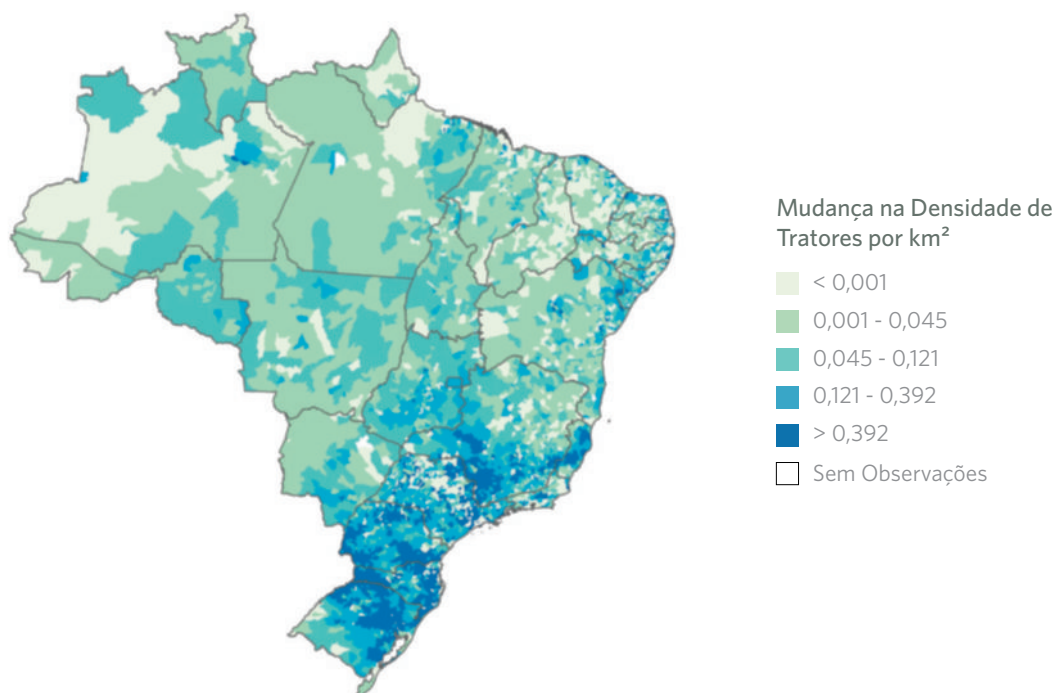 Mudança na Densidade de
Tratores por km²
< 0,001
0,001 - 0,045
0,045 - 0,121
0,121 - 0,392
> 0,392
Sem Observações